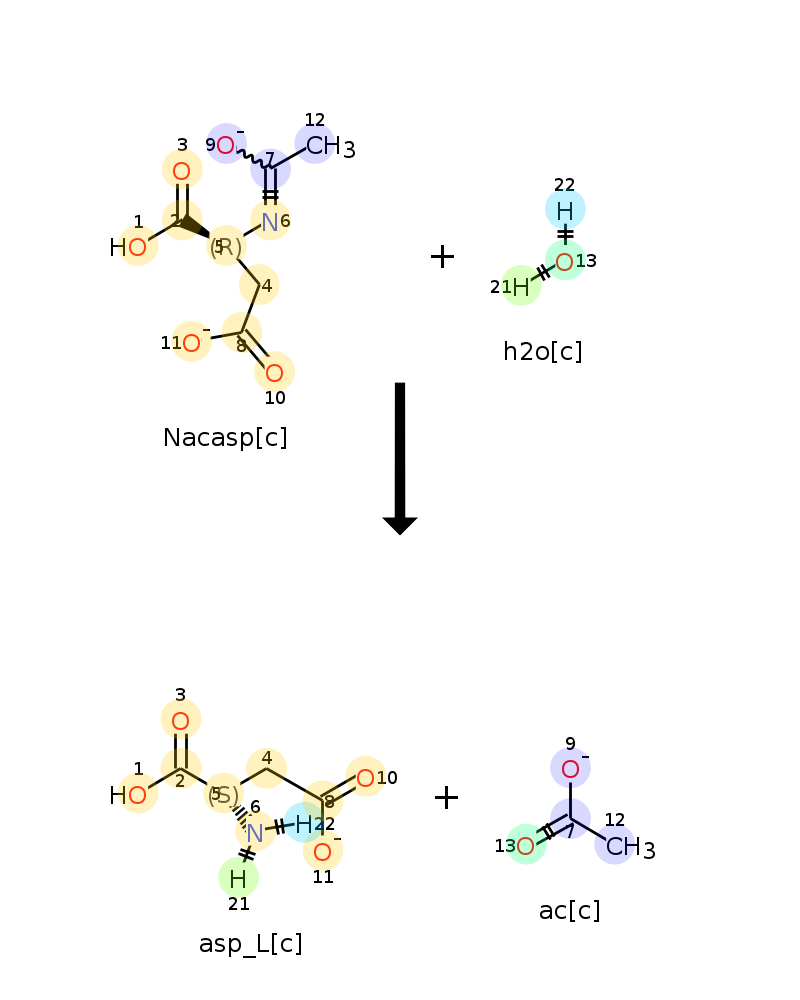 12
3 9 O - CH3
O 7
1 2 N 6 22
HO 5 (R) H
4 + O 13
21 H
11 O - 8 O h2o[c]
10
Nacasp[c]
3
O 9
O -
1 4
HO 2 5 (S) O 10 +
6 8 7 12
N H 22 13 O CH3
O -
H 11
21 ac[c]
asp_L[c]